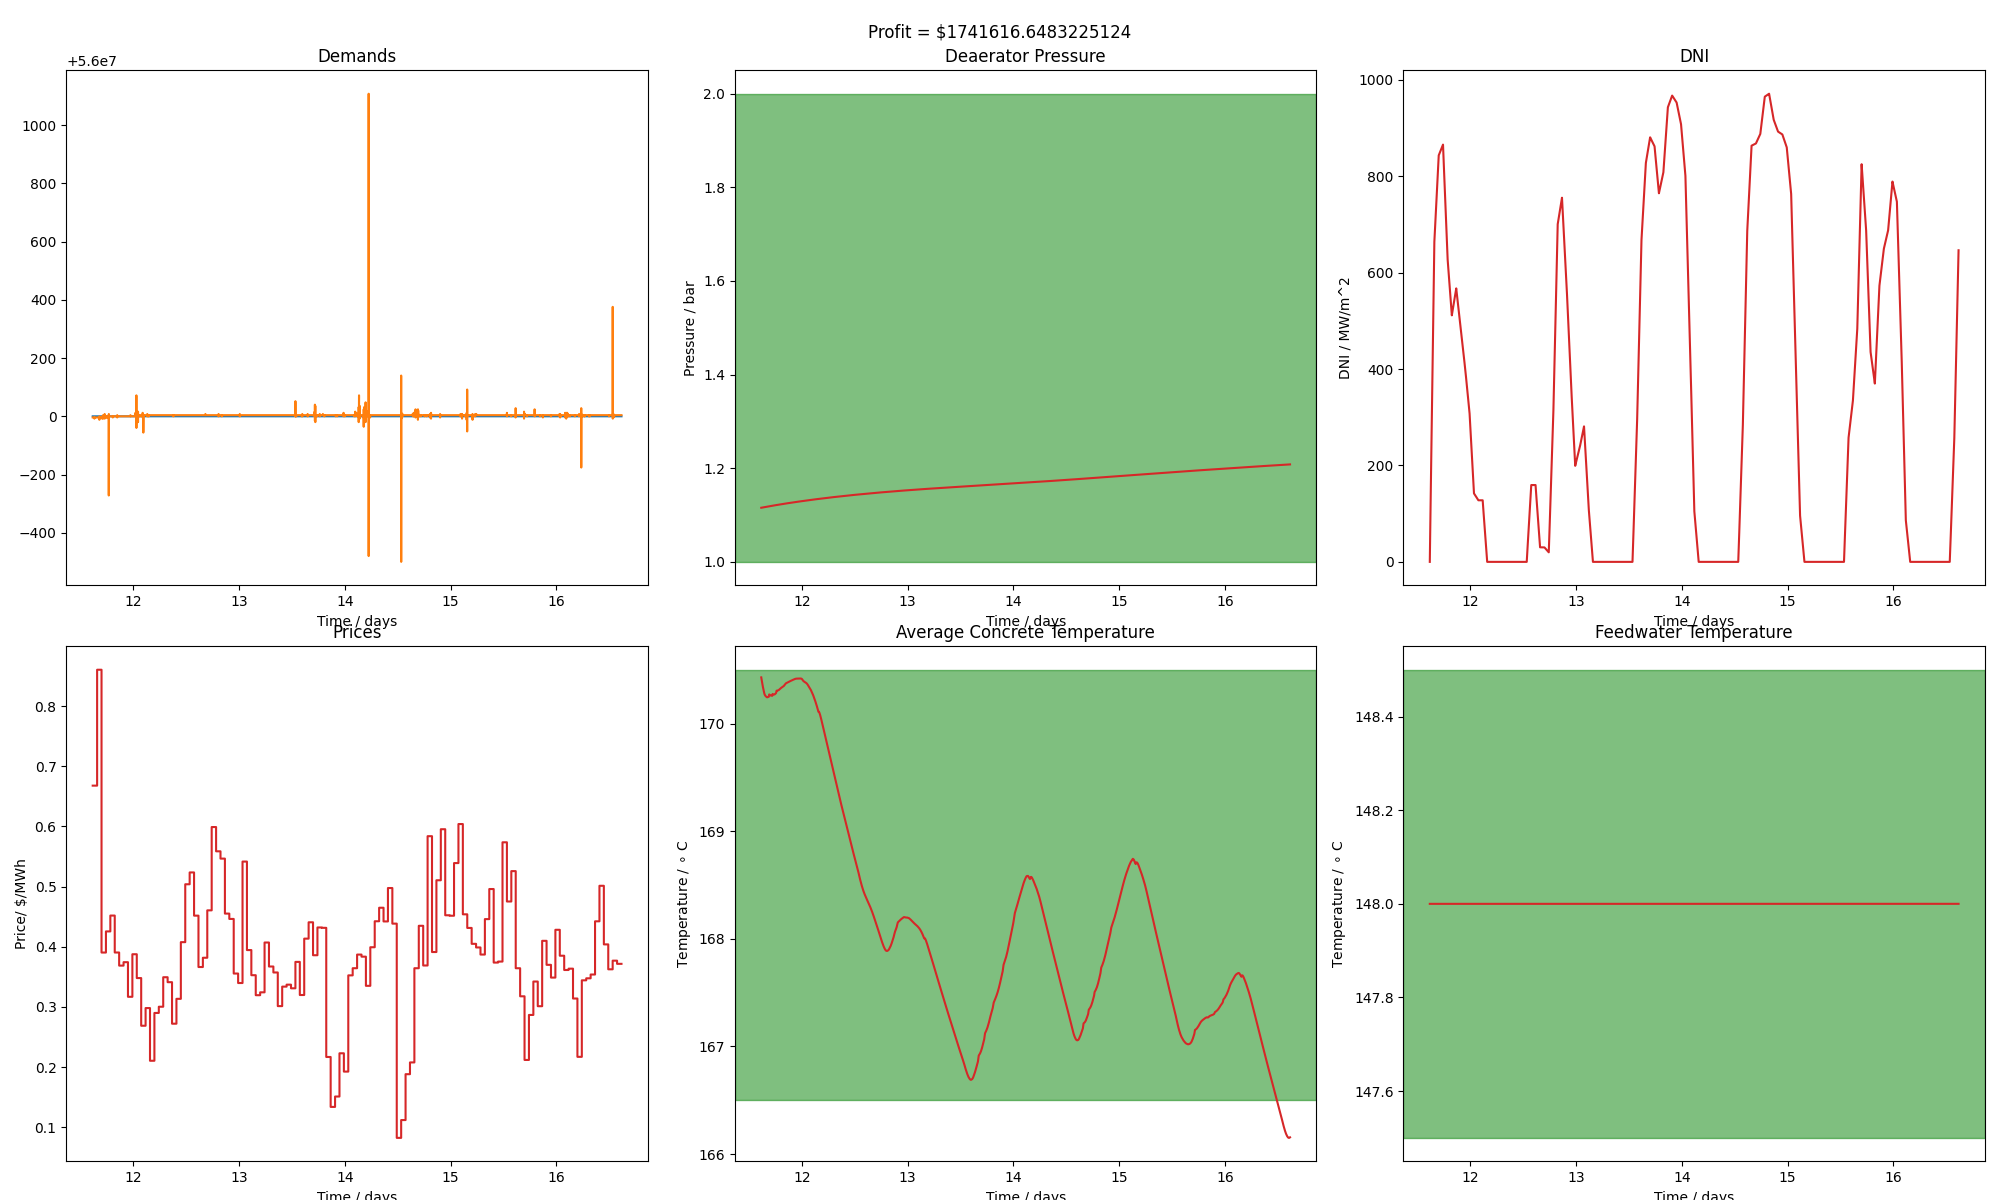 Profit = $1741616.6483225124
Demands
+5.6e7
1000
800
600
400
200
0
−200
−400
12 13 14 15 16
Time / days
Deaerator Pressure
Pressure / bar
2.0
1.8
1.6
1.4
1.2
1.0
12 13 14 15 16
Time / days
DNI
DNI / MW/m^2
1000
800
600
400
200
0
12 13 14 15 16
Time / days
Prices
Price/ $/MWh
0.8
0.7
0.6
0.5
0.4
0.3
0.2
0.1
12 13 14 15 16
Time / days
Average Concrete Temperature
Temperature / ∘ C
170
169
168
167
166
12 13 14 15 16
Time / days
Feedwater Temperature
Temperature / ∘ C
148.4
148.2
148.0
147.8
147.6
12 13 14 15 16
Time / days